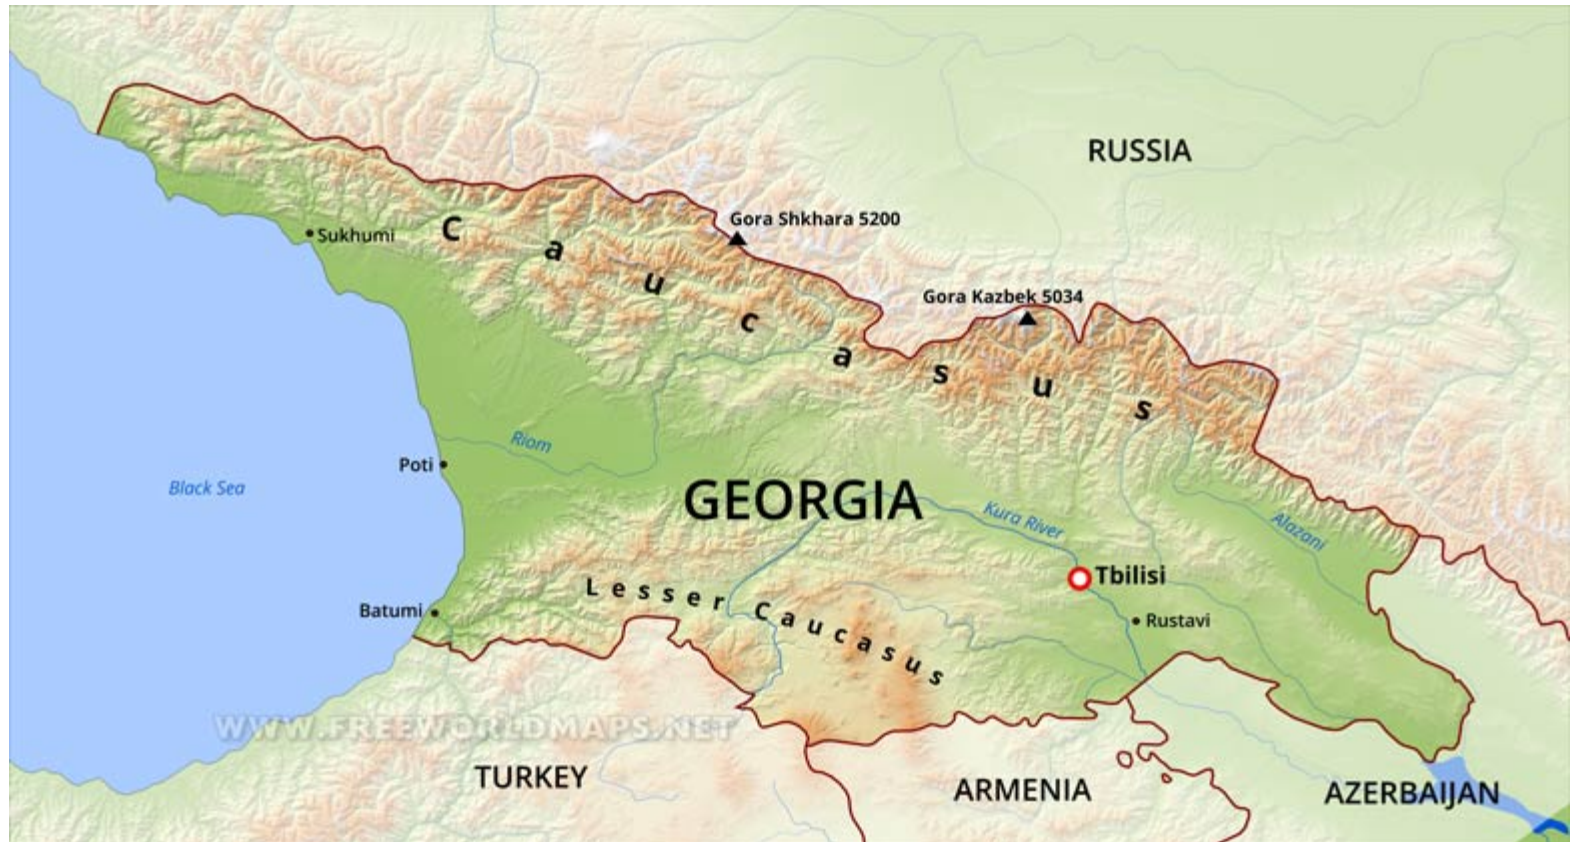 RUSSIA
Gora Shkhara 5200
Sukhumi
Caucasus
Gora Kazbek 5034
Riom
Poti
Black Sea
GEORGIA
Kura River
Alazani
Tbilisi
Lesser Caucasus
Batumi
Rustavi
WWW.FREEWORLDMAPS.NET
TURKEY
ARMENIA
AZERBAIJAN